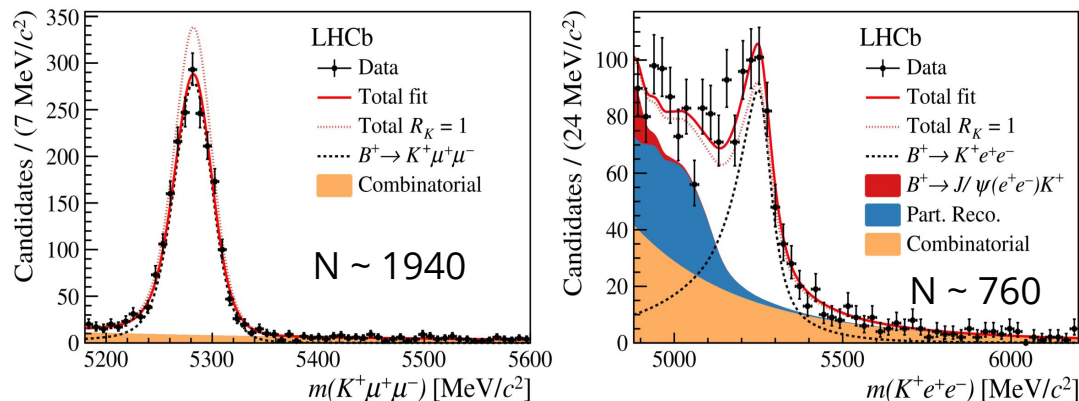 Candidates / (7 MeV/c²)
350
300
250
200
150
100
50
0
LHCb
Data
Total fit
Total R_K = 1
B⁺→ K⁺μ⁺μ⁻
Combinatorial
N ~ 1940
5200
5300
5400
5500
5600
m(K⁺μ⁺μ⁻) [MeV/c²]
Candidates / (24 MeV/c²)
100
80
60
40
20
0
LHCb
Data
Total fit
Total R_K = 1
B⁺→ K⁺e⁺e⁻
B⁺→ J/ψ(e⁺e⁻)K⁺
Part. Reco.
Combinatorial
N ~ 760
5000
5500
6000
m(K⁺e⁺e⁻) [MeV/c²]